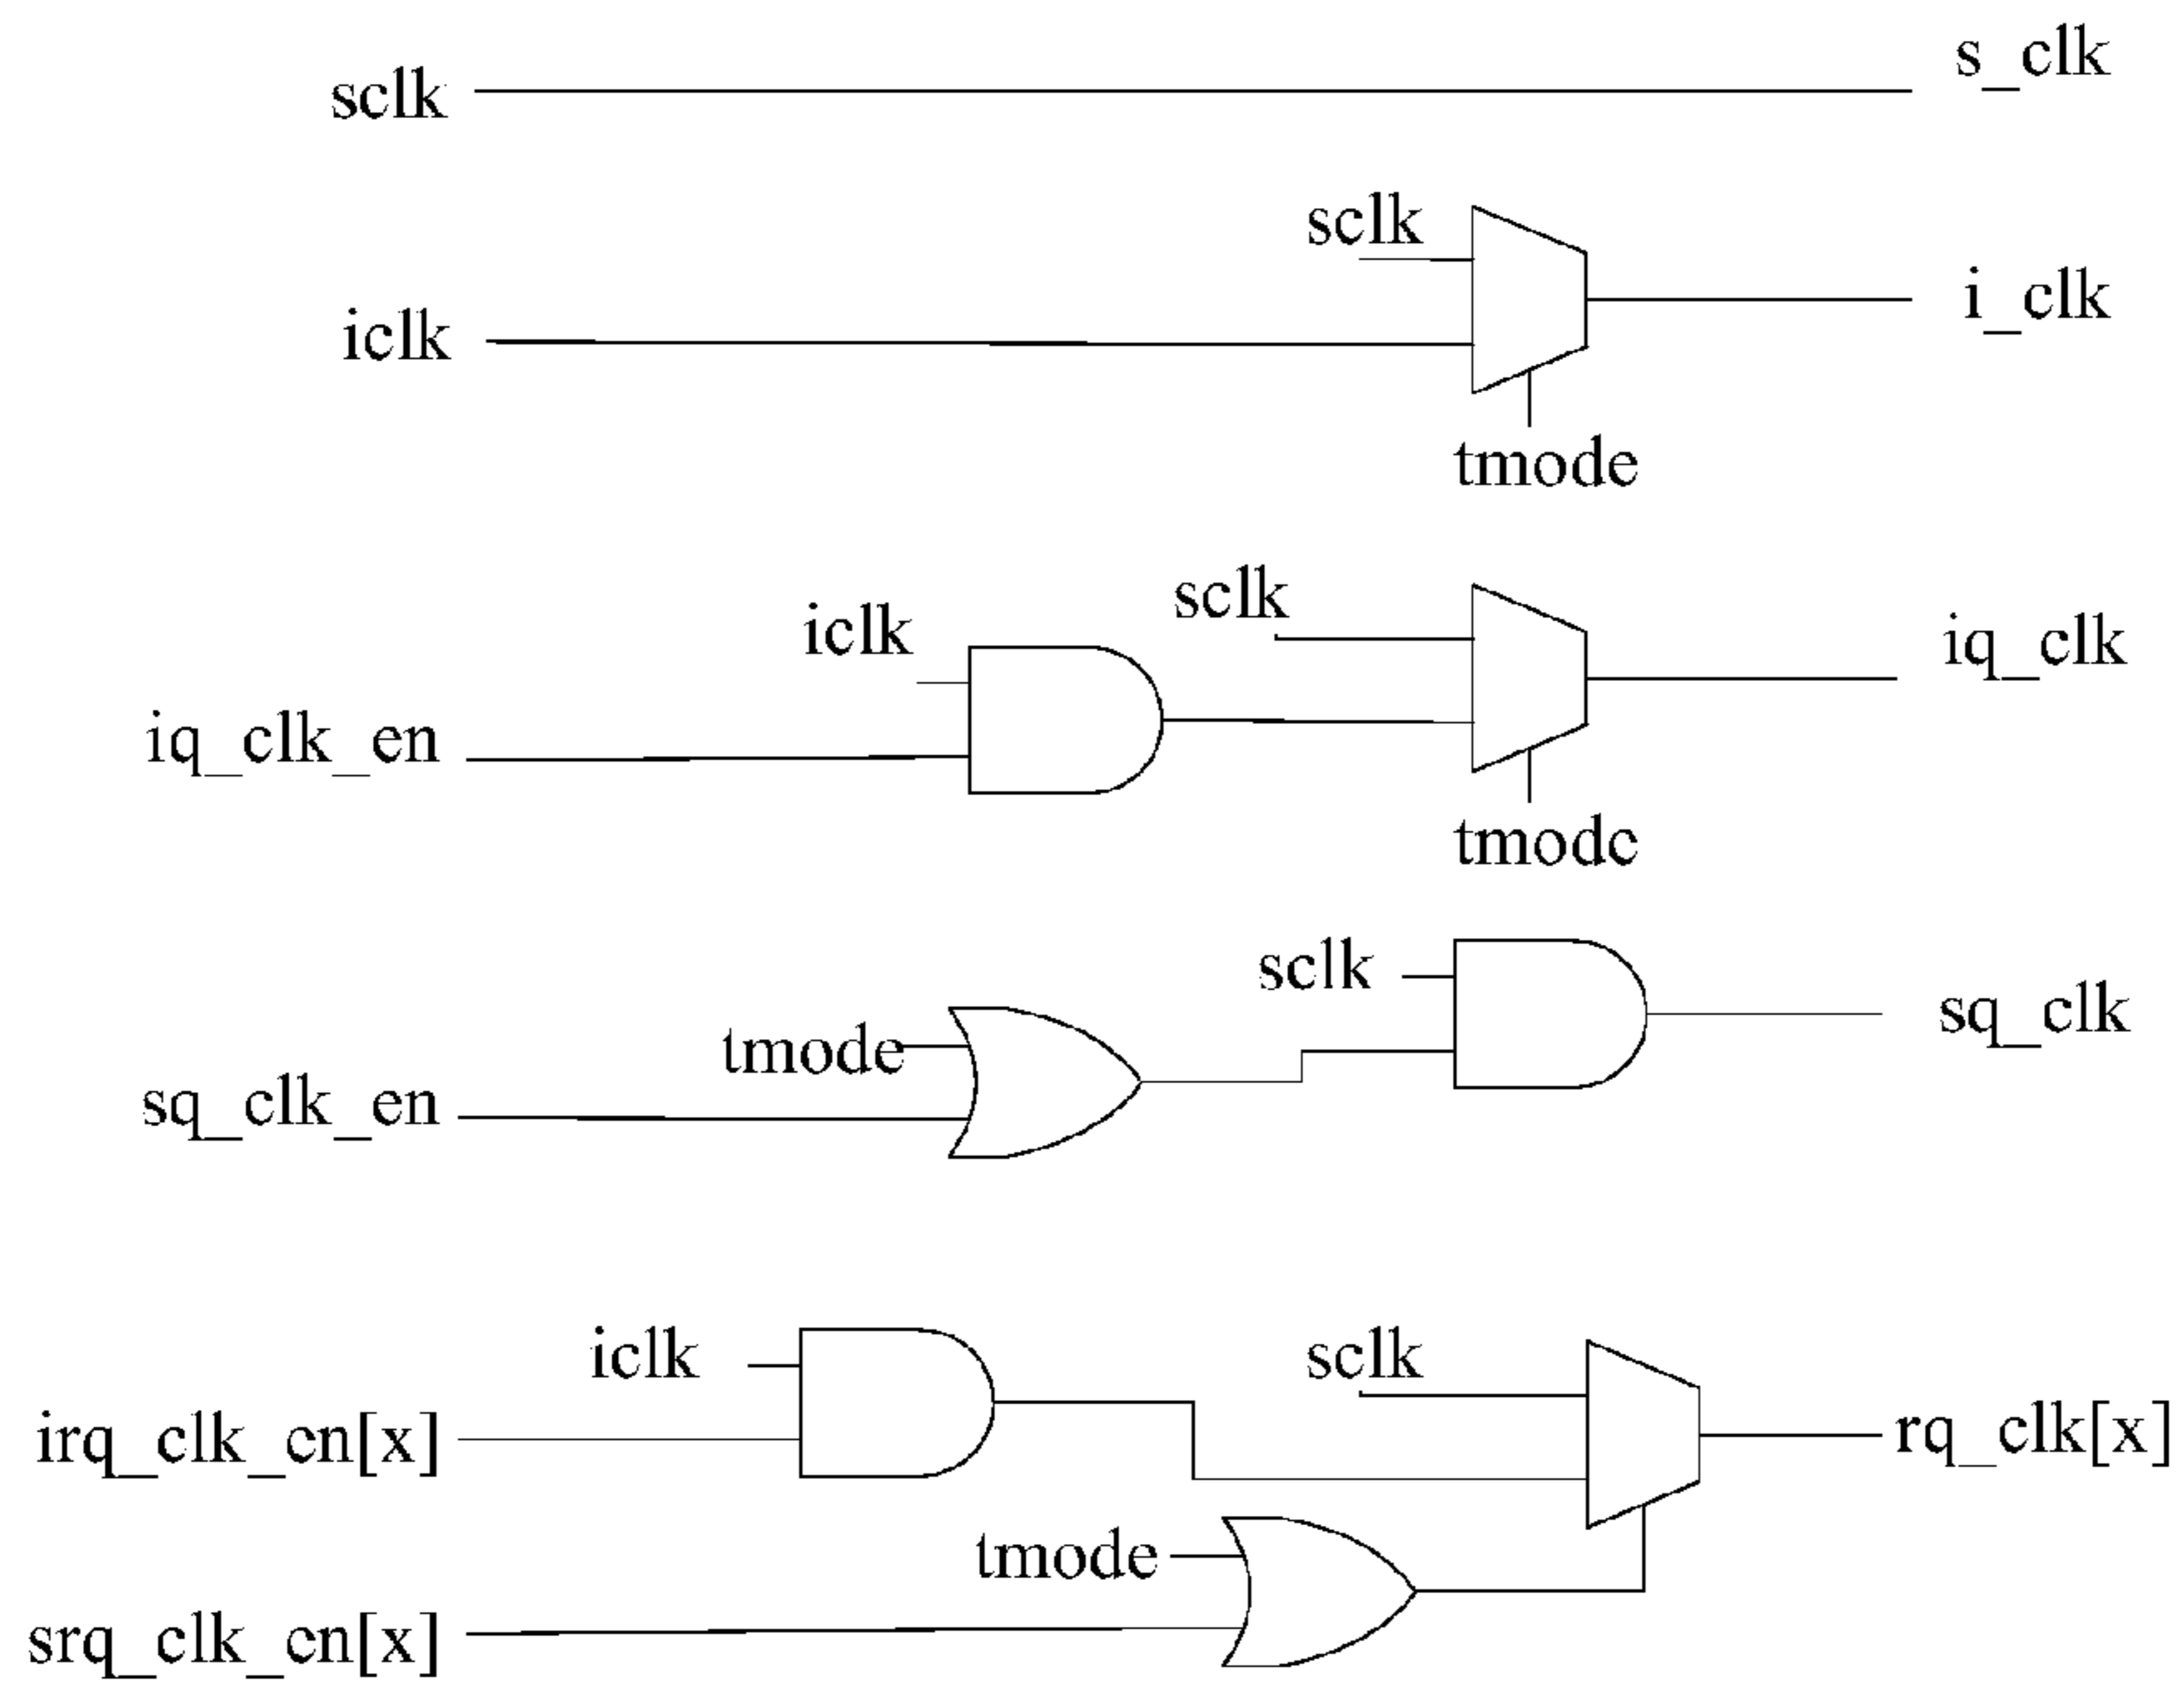 sclk
s_clk
sclk
iclk
i_clk
tmode
iclk
sclk
iq_clk
iq_clk_en
tmodc
sclk
sq_clk
tmode
sq_clk_en
iclk
sclk
irq_clk_cn[x]
rq_clk[x]
tmode
srq_clk_cn[x]